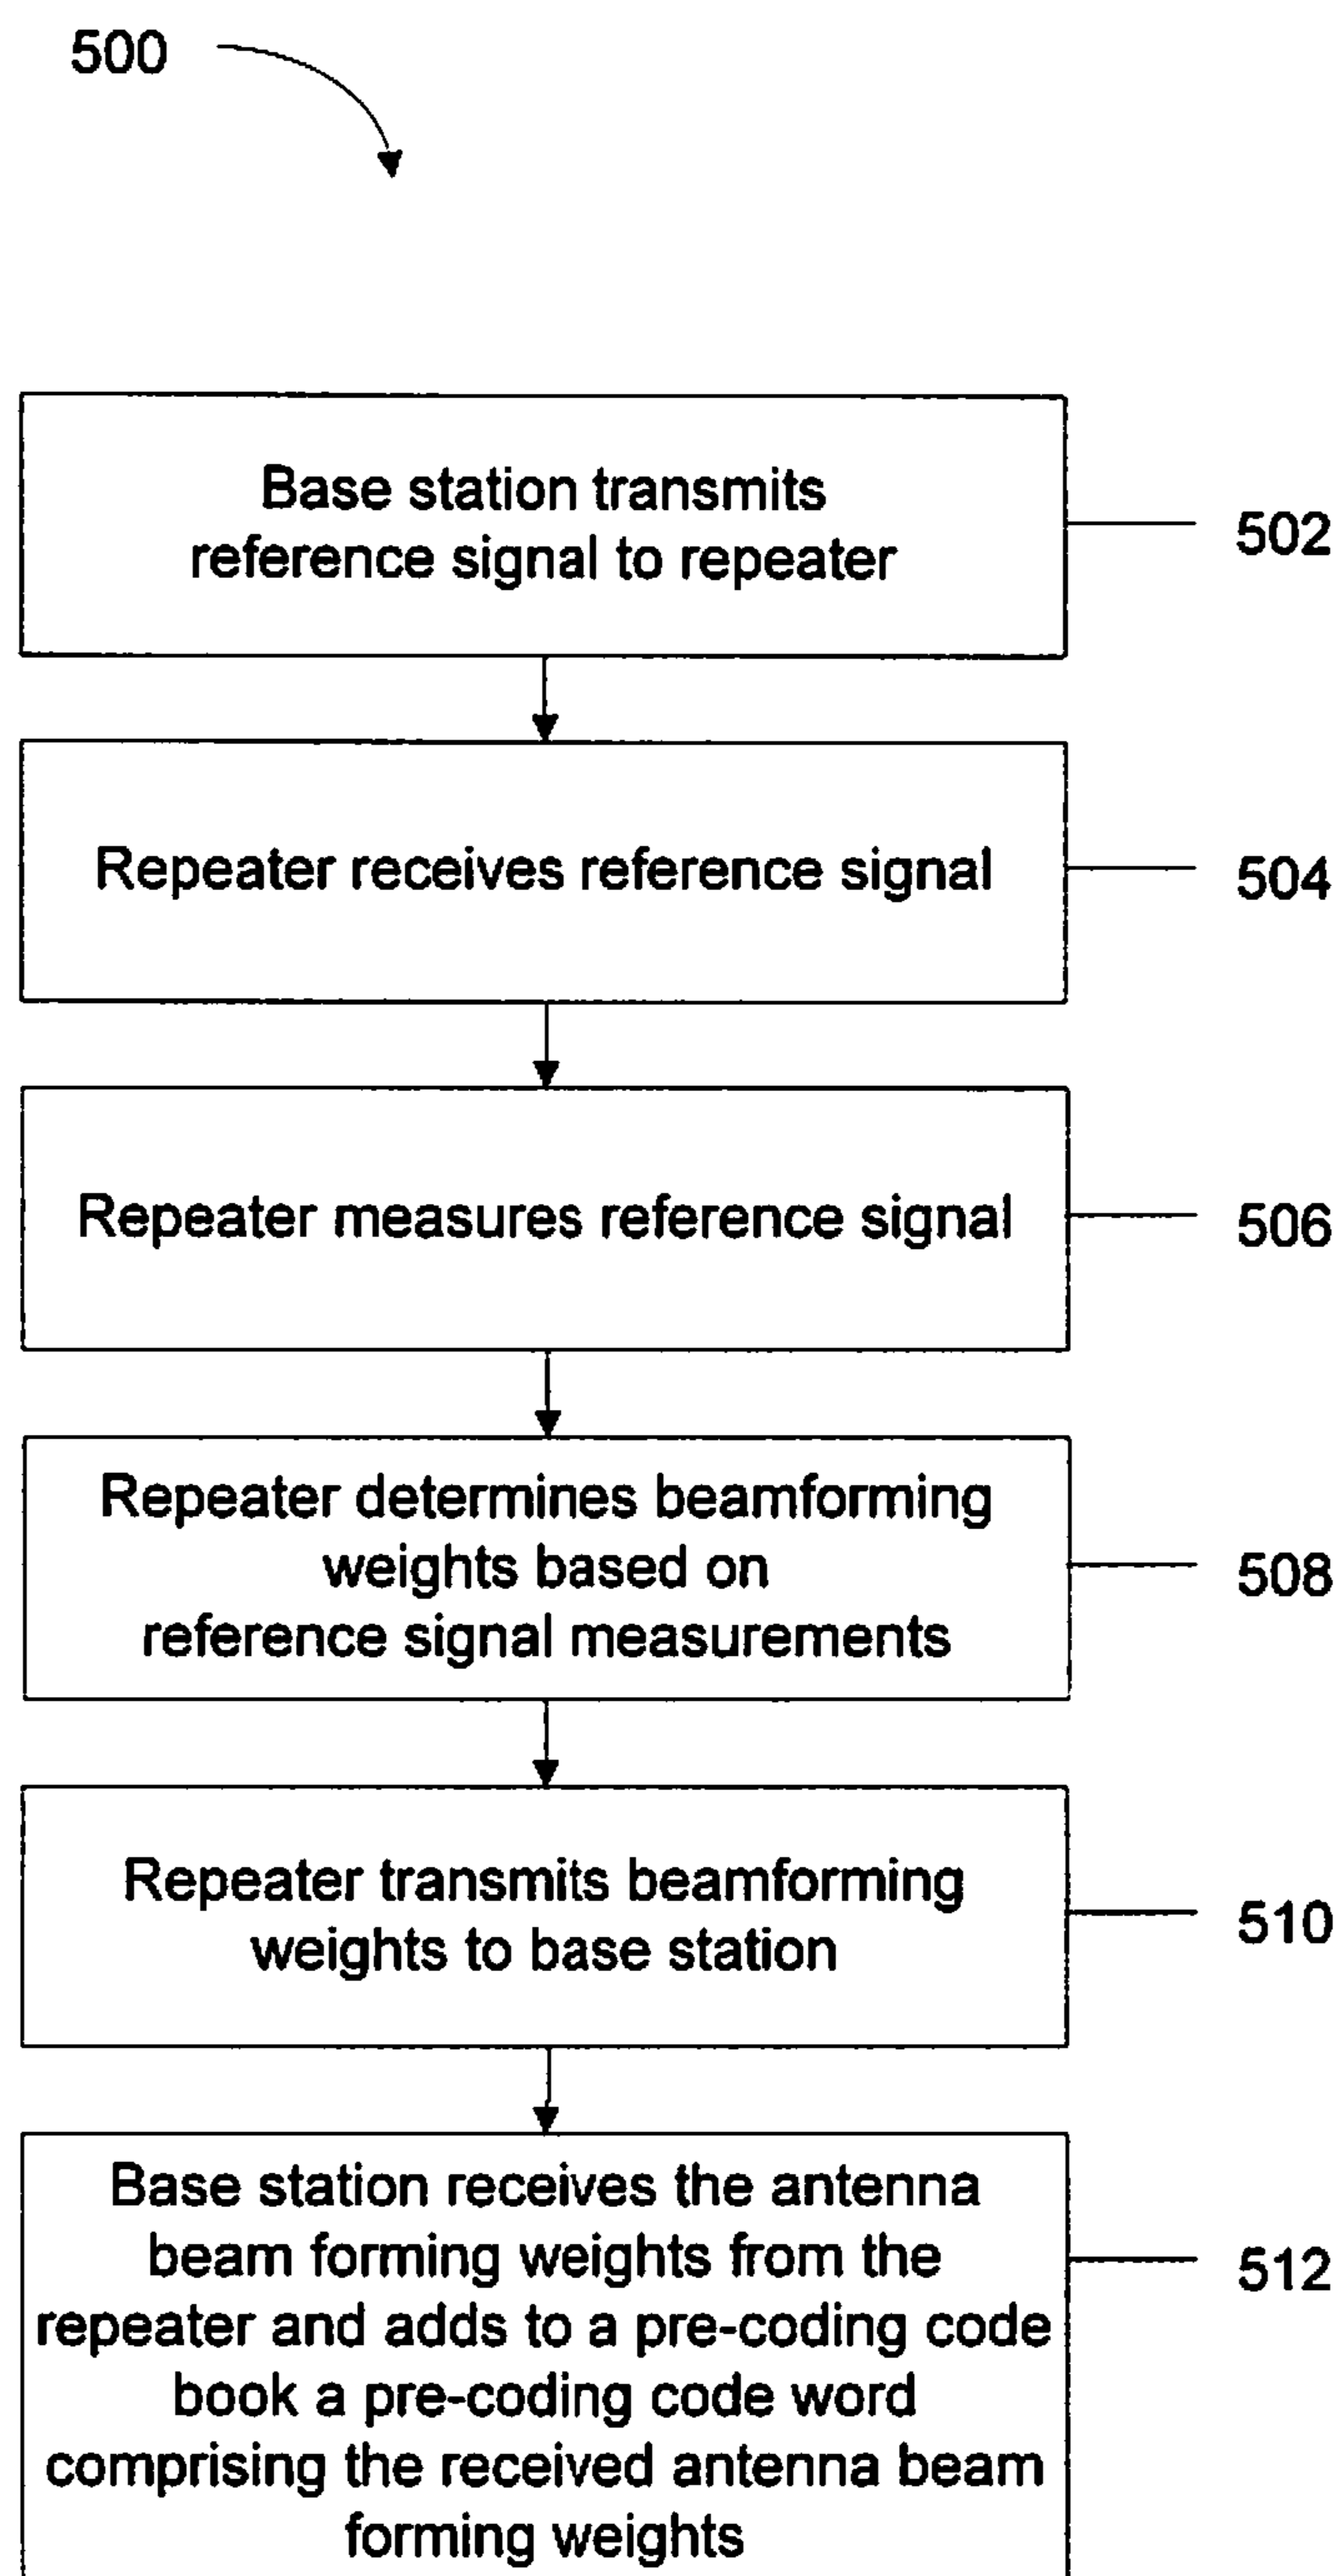 500
Base station transmits
reference signal to repeater
502
Repeater receives reference signal
504
Repeater measures reference signal
506
Repeater determines beamforming
weights based on
reference signal measurements
508
Repeater transmits beamforming
weights to base station
510
Base station receives the antenna
beam forming weights from the
repeater and adds to a pre-coding code
book a pre-coding code word
comprising the received antenna beam
forming weights
512